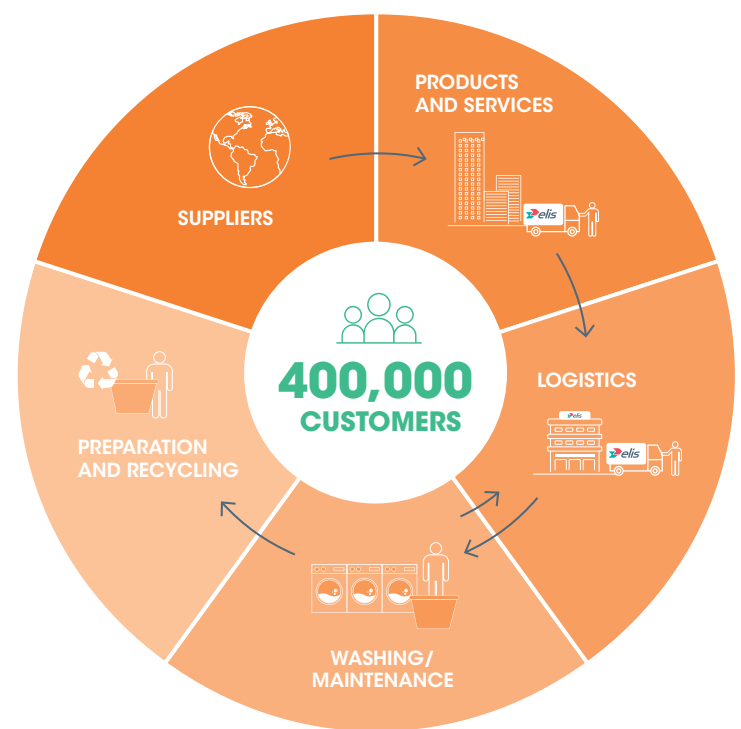 PRODUCTS
AND SERVICES
elis
SUPPLIERS
400,000
CUSTOMERS
LOGISTICS
elis
elis
PREPARATION
AND RECYCLING
WASHING/
MAINTENANCE